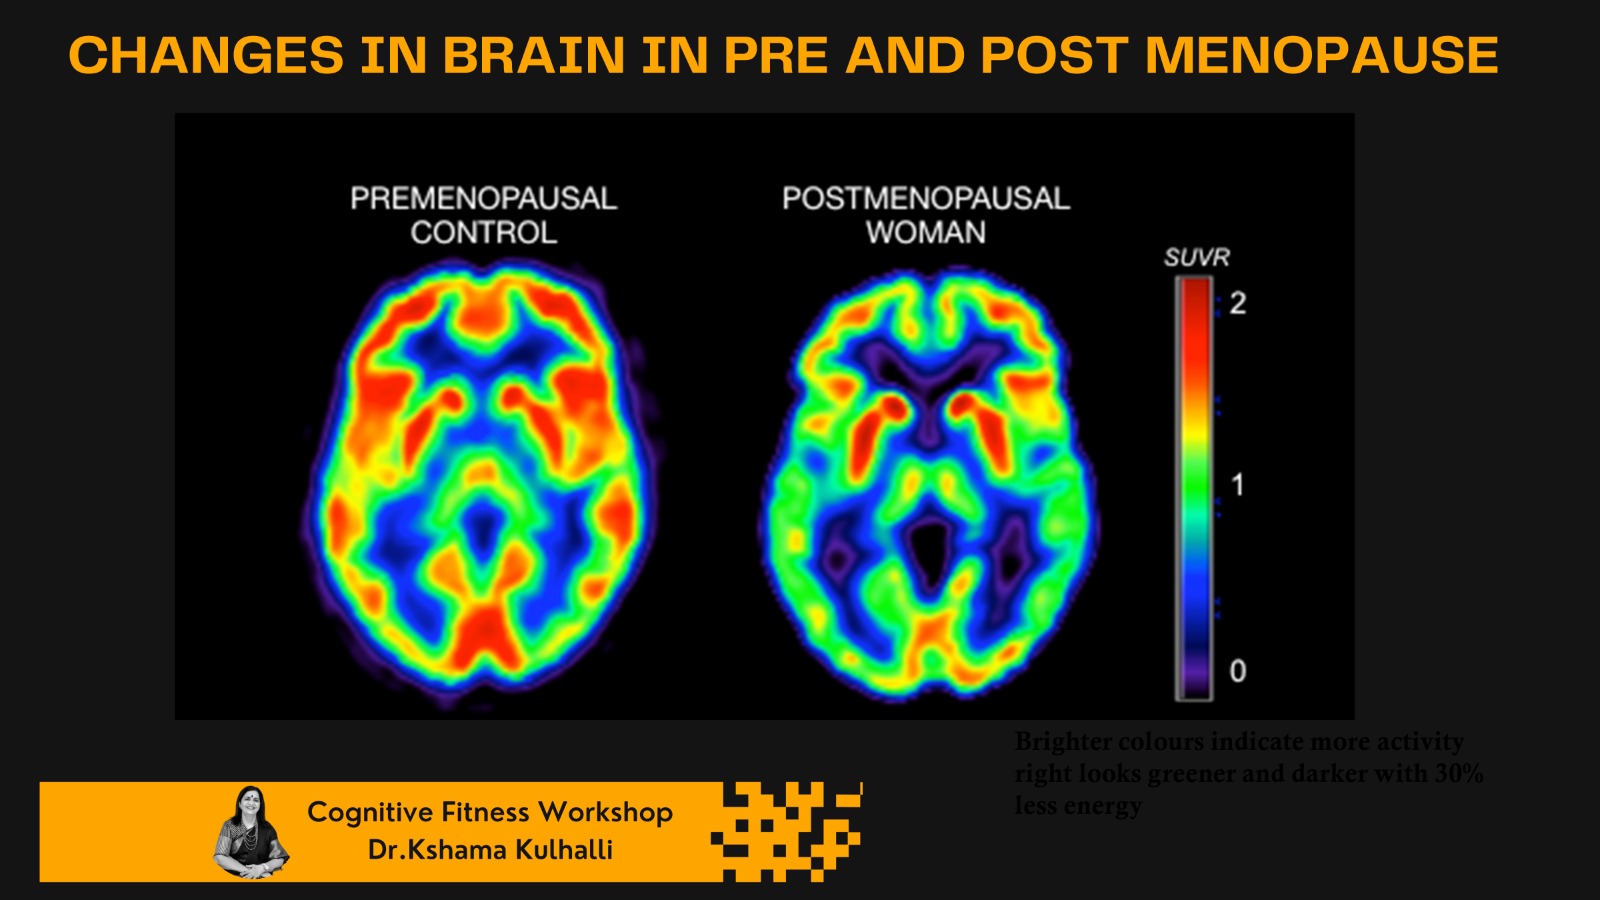 CHANGES IN BRAIN IN PRE AND POST MENOPAUSE
PREMENOPAUSAL
CONTROL
POSTMENOPAUSAL
WOMAN
SUVR
2
1
0
Brighter colours indicate more activity
right looks greener and darker with 30%
less energy
Cognitive Fitness Workshop
Dr.Kshama Kulhalli